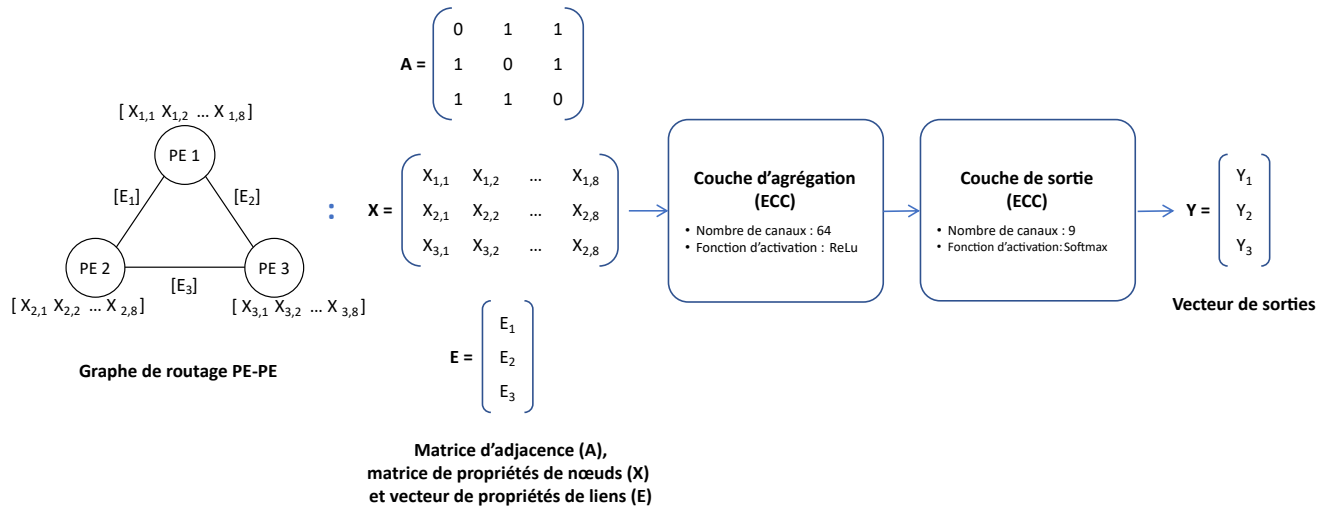 [ X1,1 X1,2 ... X 1,8]
PE 1
[E1]
[E2]
PE 2
PE 3
[E3]
[ X2,1 X2,2 ... X 2,8]
[ X3,1 X3,2 ... X 3,8]
Graphe de routage PE-PE
:
A =
0 1 1
1 0 1
1 1 0
X =
X1,1 X1,2 ... X1,8
X2,1 X2,2 ... X2,8
X3,1 X3,2 ... X2,8
E =
E1
E2
E3
Matrice d'adjacence (A),
matrice de propriétés de nœuds (X)
et vecteur de propriétés de liens (E)
Couche d'agrégation
(ECC)
• Nombre de canaux : 64
• Fonction d'activation : ReLu
Couche de sortie
(ECC)
• Nombre de canaux : 9
• Fonction d'activation: Softmax
Y =
Y1
Y2
Y3
Vecteur de sorties